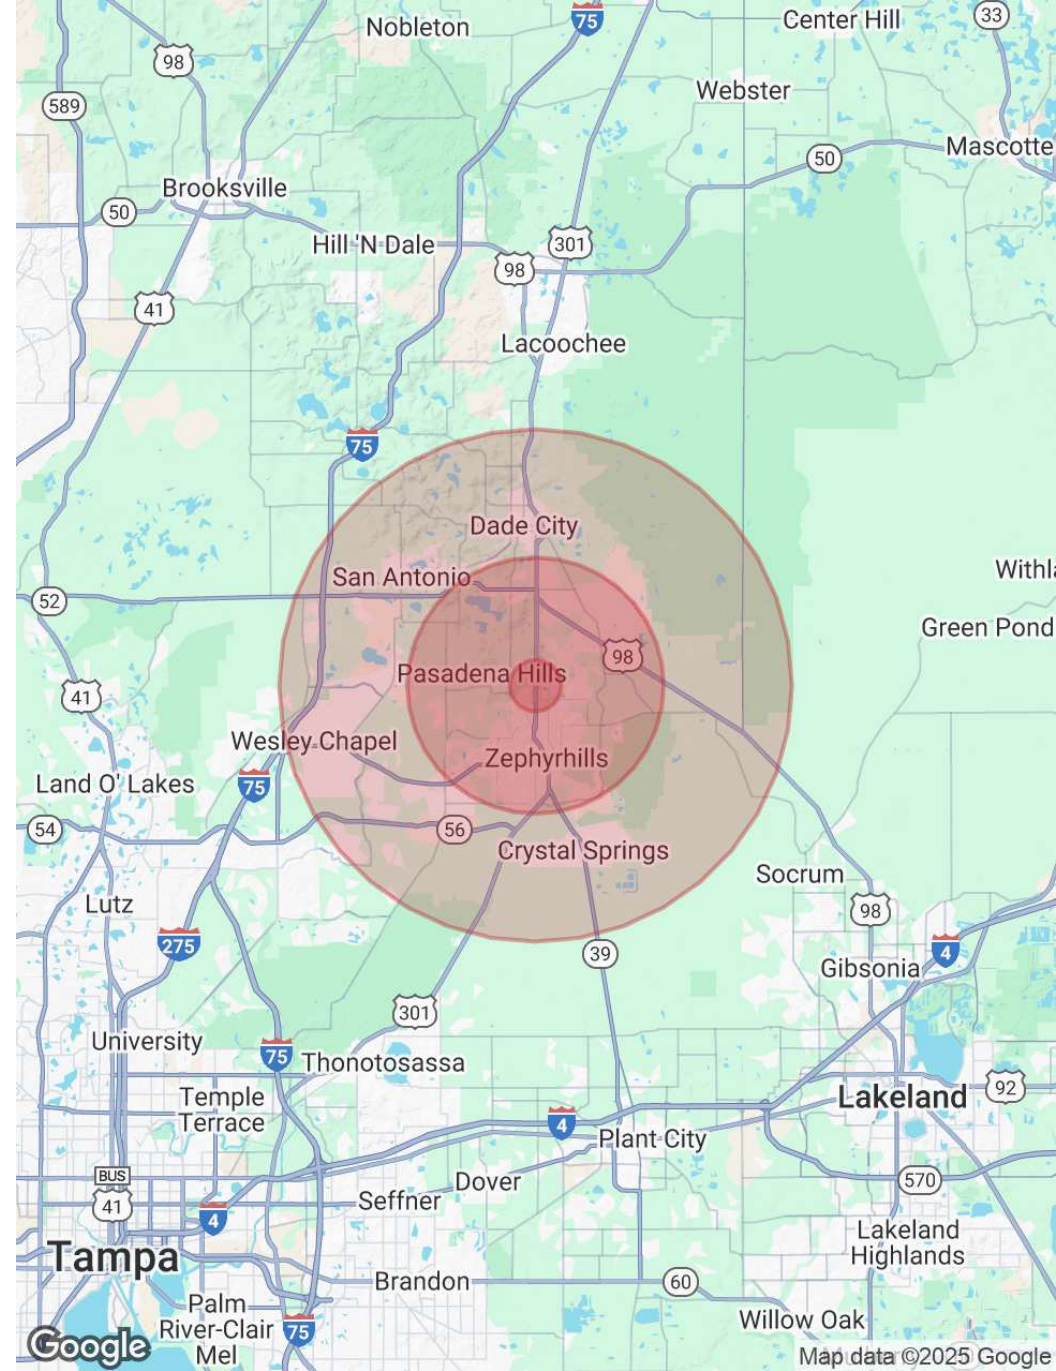 Nobleton
75
Center Hill
33
98
Webster
589
50
Mascotte
Brooksville
50
Hill 'N Dale
301
98
41
Lacoochee
75
Dade City
San Antonio
Withla
52
Green Pond
98
Pasadena Hills
41
Wesley Chapel
Zephyrhills
75
Land O' Lakes
54
56
Crystal Springs
Socrum
Lutz
98
275
39
4
Gibsonia
301
University
75
Thonotosassa
92
Temple
Terrace
Lakeland
4
Plant City
BUS
41
Dover
570
Seffner
4
Lakeland
Highlands
Tampa
Brandon
60
Palm
River-Clair
Mel
75
Willow Oak
Google
Map data ©2025 Google